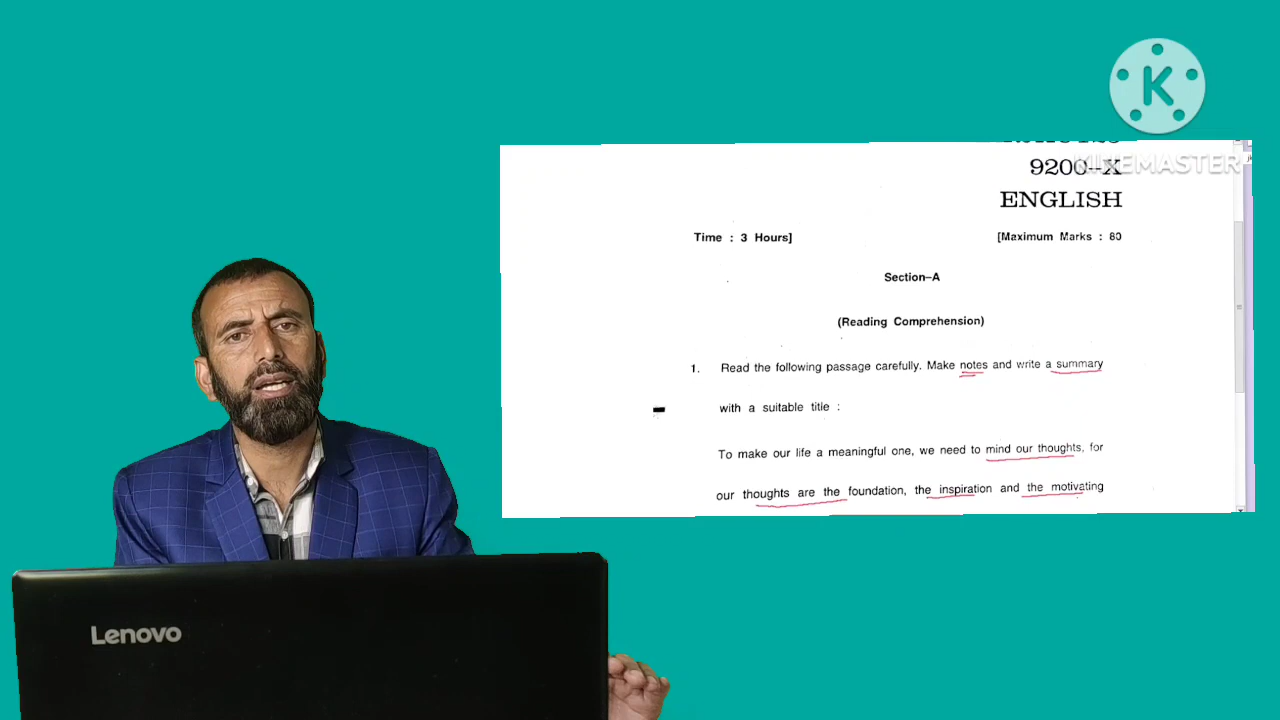 9200--X
KINEMASTER
ENGLISH
Time : 3 Hours]
[Maximum Marks : 80
Section–A
(Reading Comprehension)
1. Read the following passage carefully. Make notes and write a summary
with a suitable title :
To make our life a meaningful one, we need to mind our thoughts, for
our thoughts are the foundation, the inspiration and the motivating
Lenovo
K